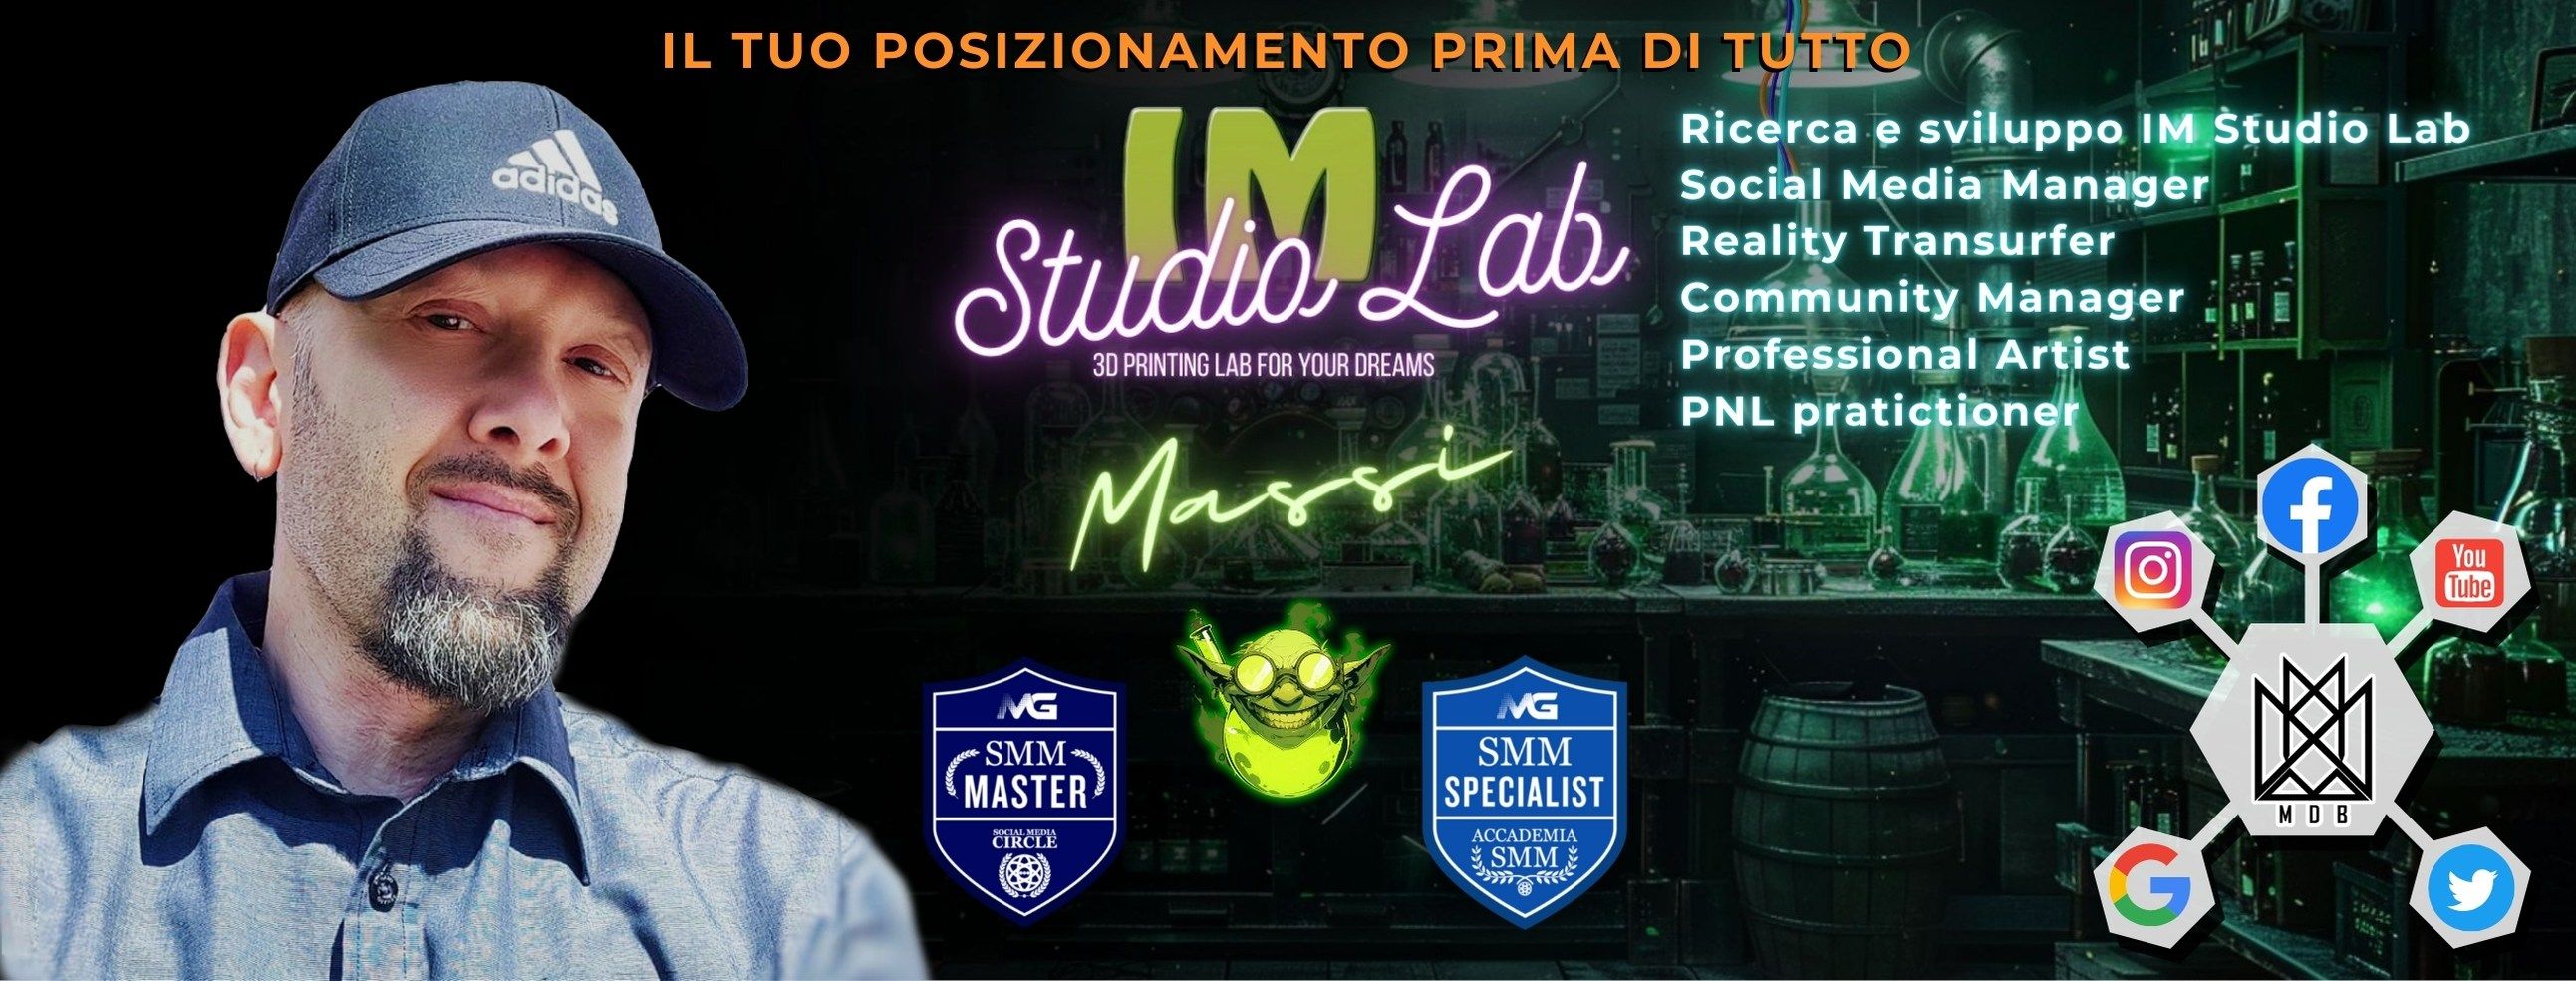 IL TUO POSIZIONAMENTO PRIMA DI TUTTO
adidas
IM
Studio Lab
3D PRINTING LAB FOR YOUR DREAMS
Massi
Ricerca e sviluppo IM Studio Lab
Social Media Manager
Reality Transurfer
Community Manager
Professional Artist
PNL pratictioner
MG
SMM
MASTER
SOCIAL MEDIA
CIRCLE
MG
SMM
SPECIALIST
ACCADEMIA
SMM
f
You
Tube
MDB
G